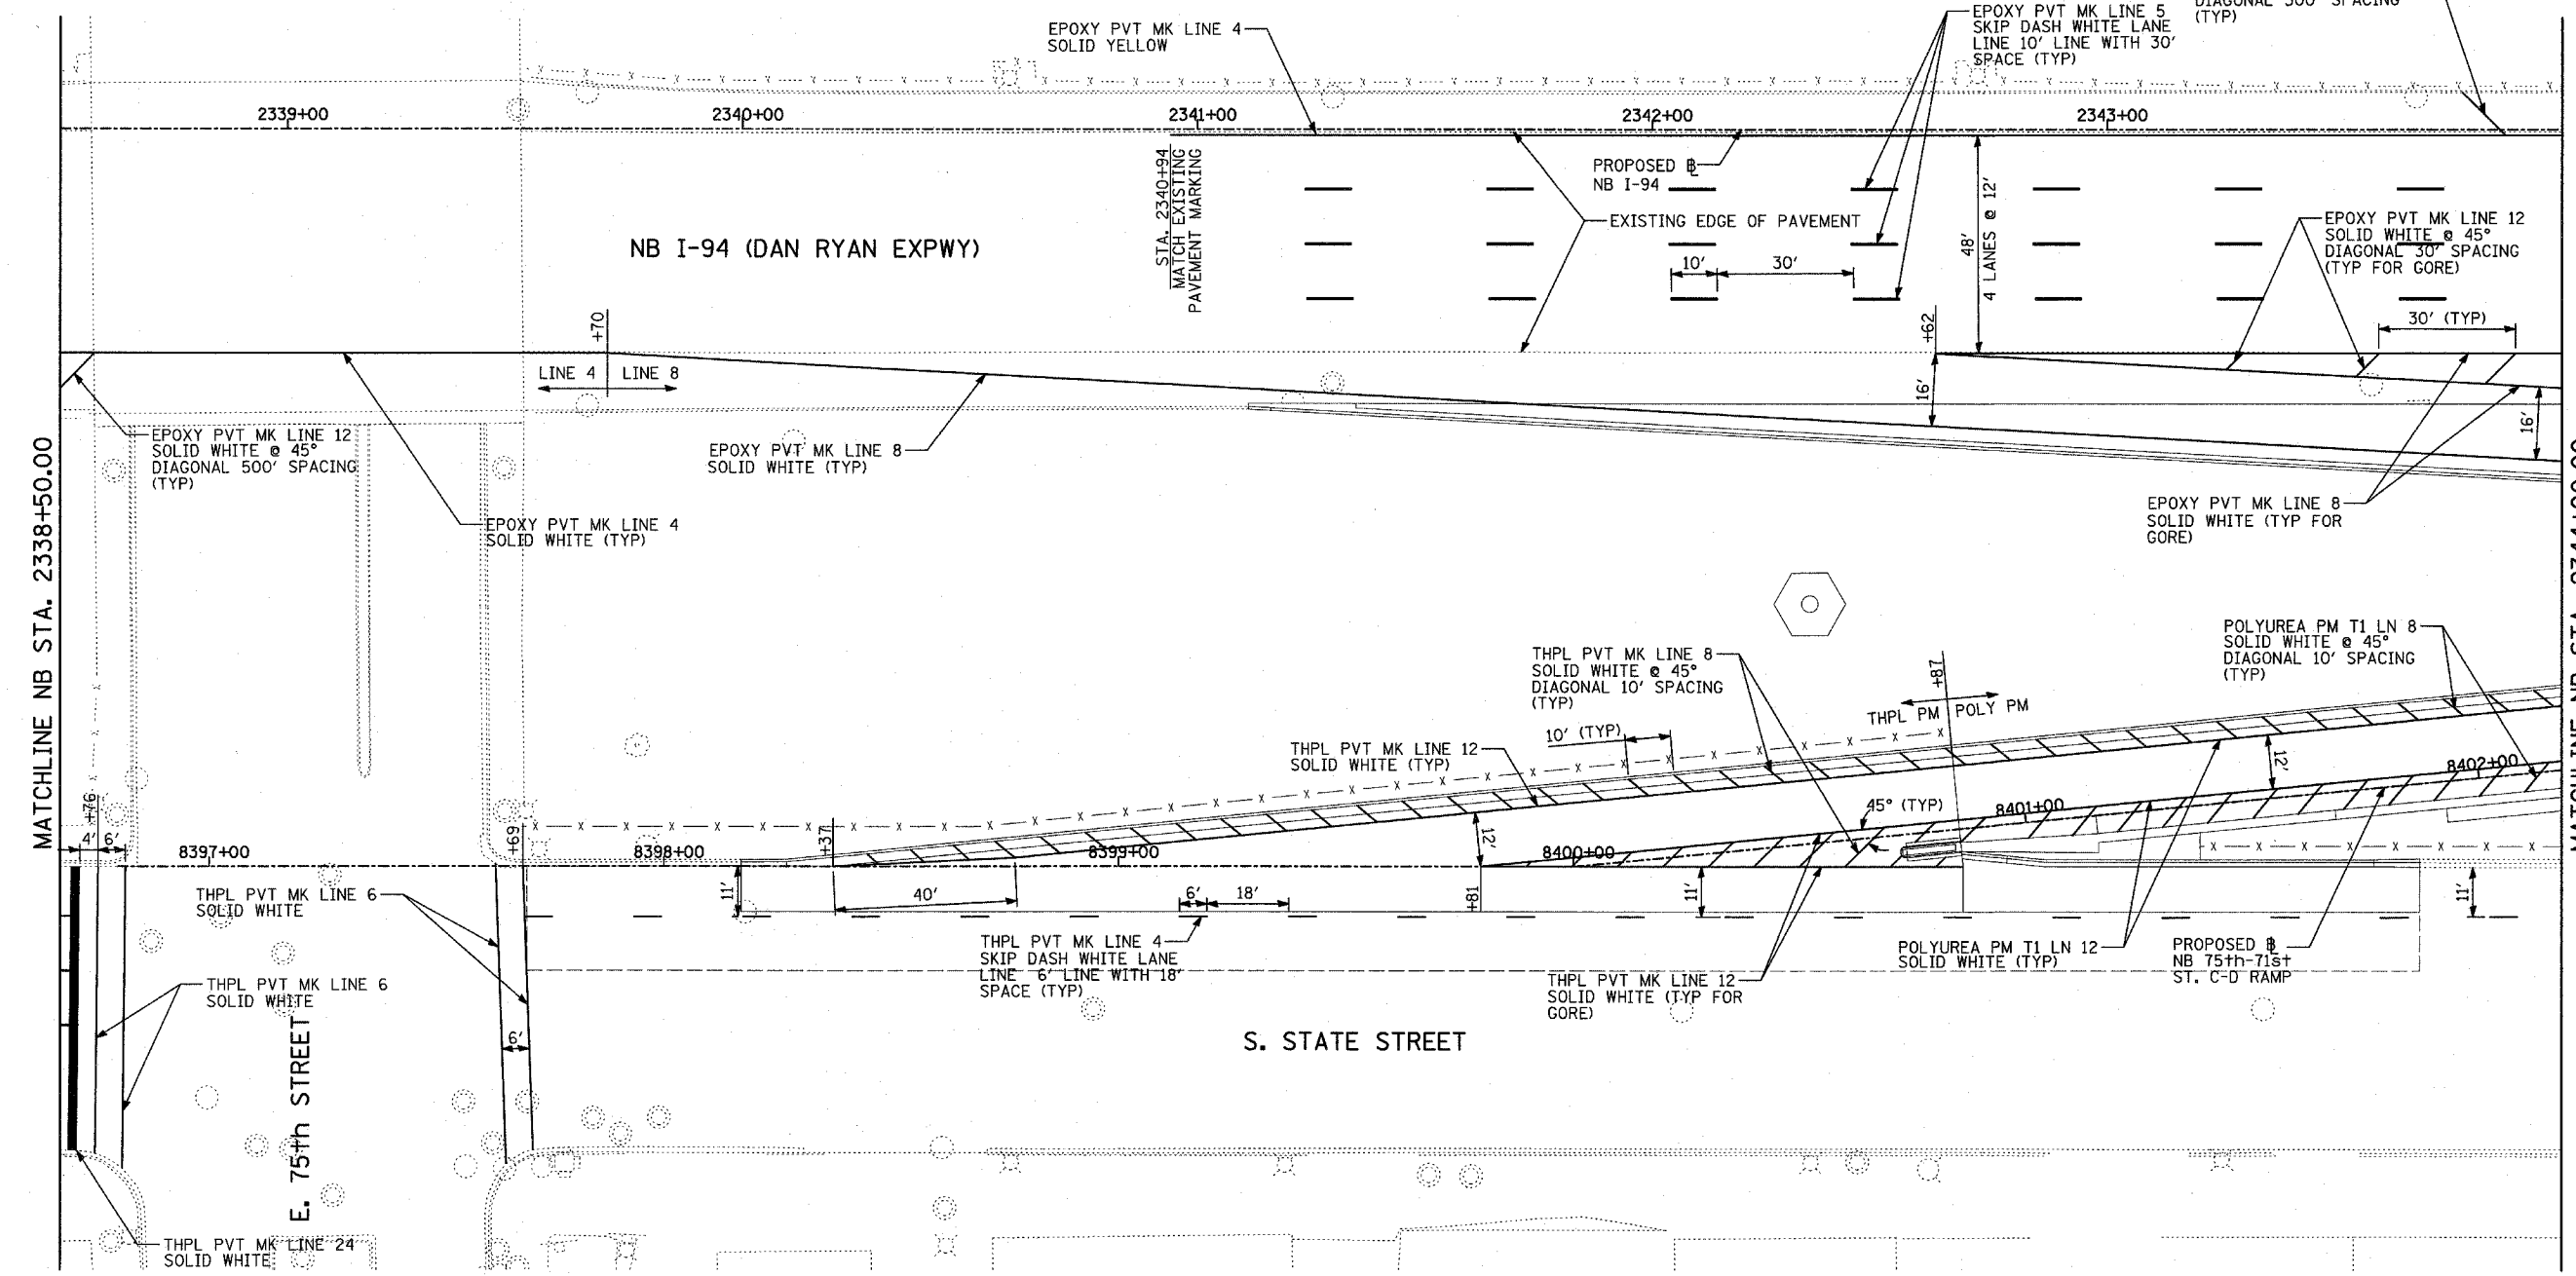 EPOXY PVT MK LINE 4
SOLID YELLOW
EPOXY PVT MK LINE 5
SKIP DASH WHITE LANE
LINE 10' LINE WITH 30'
SPACE (TYP)
DIAGONAL 500' SPACING
(TYP)
2339+00
2340+00
2341+00
2342+00
2343+00
STA. 2340+94
MATCH EXISTING
PAVEMENT MARKING
PROPOSED ℄
NB I-94
EXISTING EDGE OF PAVEMENT
NB I-94 (DAN RYAN EXPWY)
10'
30'
48'
4 LANES @ 12'
EPOXY PVT MK LINE 12
SOLID WHITE @ 45°
DIAGONAL 30' SPACING
(TYP FOR GORE)
30' (TYP)
+70
+62
LINE 4
LINE 8
16'
16'
EPOXY PVT MK LINE 12
SOLID WHITE @ 45°
DIAGONAL 500' SPACING
(TYP)
EPOXY PVT MK LINE 8
SOLID WHITE (TYP)
EPOXY PVT MK LINE 4
SOLID WHITE (TYP)
EPOXY PVT MK LINE 8
SOLID WHITE (TYP FOR
GORE)
MATCHLINE NB STA. 2338+50.00
THPL PVT MK LINE 8
SOLID WHITE @ 45°
DIAGONAL 10' SPACING
(TYP)
POLYUREA PM T1 LN 8
SOLID WHITE @ 45°
DIAGONAL 10' SPACING
(TYP)
+87
THPL PM
POLY PM
10' (TYP)
THPL PVT MK LINE 12
SOLID WHITE (TYP)
12'
8402+00
45° (TYP)
8401+00
+76
4'
6'
+69
+37
12'
8397+00
8398+00
8399+00
8400+00
THPL PVT MK LINE 6
SOLID WHITE
11'
40'
6'
18'
+81
11'
11'
THPL PVT MK LINE 4
SKIP DASH WHITE LANE
LINE 6' LINE WITH 18'
SPACE (TYP)
THPL PVT MK LINE 12
SOLID WHITE (TYP FOR
GORE)
POLYUREA PM T1 LN 12
SOLID WHITE (TYP)
PROPOSED ℄
NB 75th-71st
ST. C-D RAMP
THPL PVT MK LINE 6
SOLID WHITE
6'
S. STATE STREET
E. 75th STREET
THPL PVT MK LINE 24
SOLID WHITE